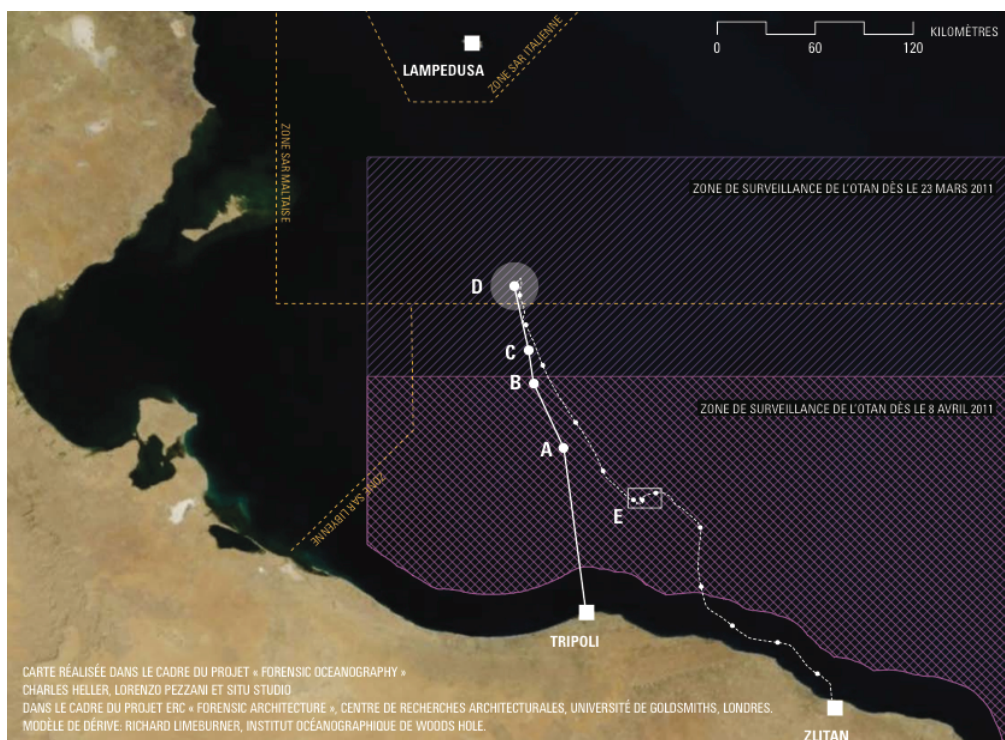 KILOMÈTRES
0 60 120
LAMPEDUSA
ZONE SAR ITALIENNE
ZONE SAR MALTAISE
ZONE DE SURVEILLANCE DE L'OTAN DÈS LE 23 MARS 2011
D
C
B
ZONE DE SURVEILLANCE DE L'OTAN DÈS LE 8 AVRIL 2011
A
ZONE SAR LIBYENNE
E
TRIPOLI
CARTE RÉALISÉE DANS LE CADRE DU PROJET « FORENSIC OCEANOGRAPHY »
CHARLES HELLER, LORENZO PEZZANI ET SITU STUDIO
DANS LE CADRE DU PROJET ERC « FORENSIC ARCHITECTURE », CENTRE DE RECHERCHES ARCHITECTURALES, UNIVERSITÉ DE GOLDSMITHS, LONDRES.
MODÈLE DE DÉRIVE: RICHARD LIMEBURNER, INSTITUT OCÉANOGRAPHIQUE DE WOODS HOLE.
ZLITAN